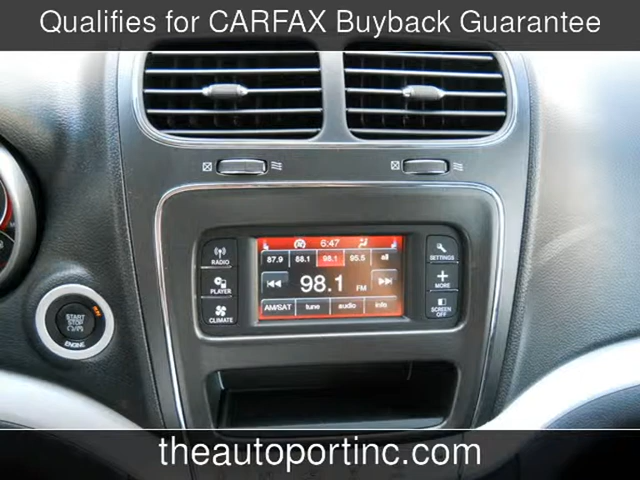 Qualifies for CARFAX Buyback Guarantee
6:47
87.9 88.1 98.1 95.5 all
RADIO
SETTINGS
98.1 FM
PLAYER
MORE
AM/SAT tune audio info
CLIMATE
SCREEN OFF
START
STOP
ENGINE
theautoportinc.com